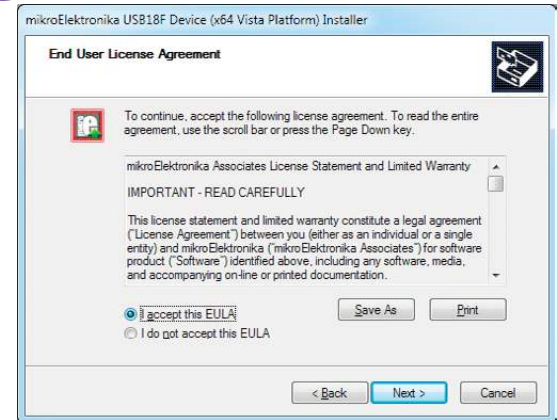 mikroElektronika USB18F Device (x64 Vista Platform) Installer
End User License Agreement
To continue, accept the following license agreement. To read the entire
agreement, use the scroll bar or press the Page Down key.
mikroElektronika Associates License Statement and Limited Warranty
IMPORTANT - READ CAREFULLY
This license statement and limited warranty constitute a legal agreement
("License Agreement") between you (either as an individual or a single
entity) and mikroElektronika ("mikroElektronika Associates") for software
product ("Software") identified above, including any software, media,
and accompanying on-line or printed documentation.
I accept this EULA
Save As
Print
I do not accept this EULA
< Back
Next >
Cancel